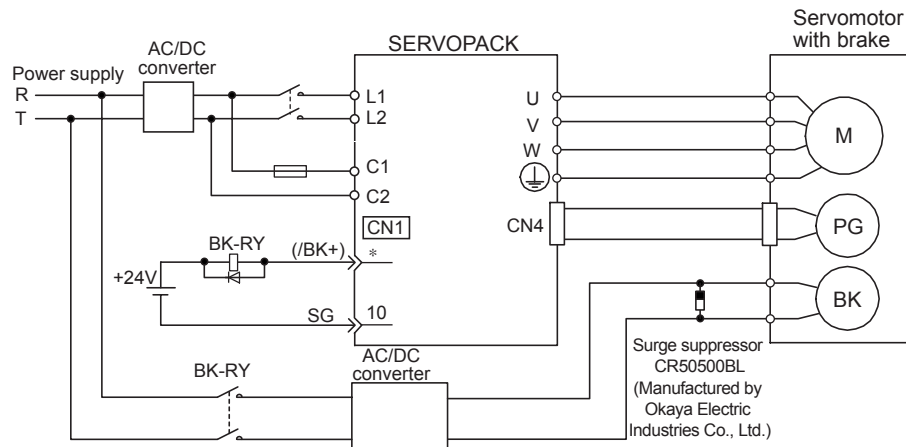 Servomotor
with brake
SERVOPACK
AC/DC
converter
Power supply
R
T
L1
L2
C1
C2
U
V
W
M
CN4
PG
CN1
BK-RY
(/BK+)
*
+24V
SG
10
BK
BK-RY
AC/DC
converter
Surge suppressor
CR50500BL
(Manufactured by
Okaya Electric
Industries Co., Ltd.)